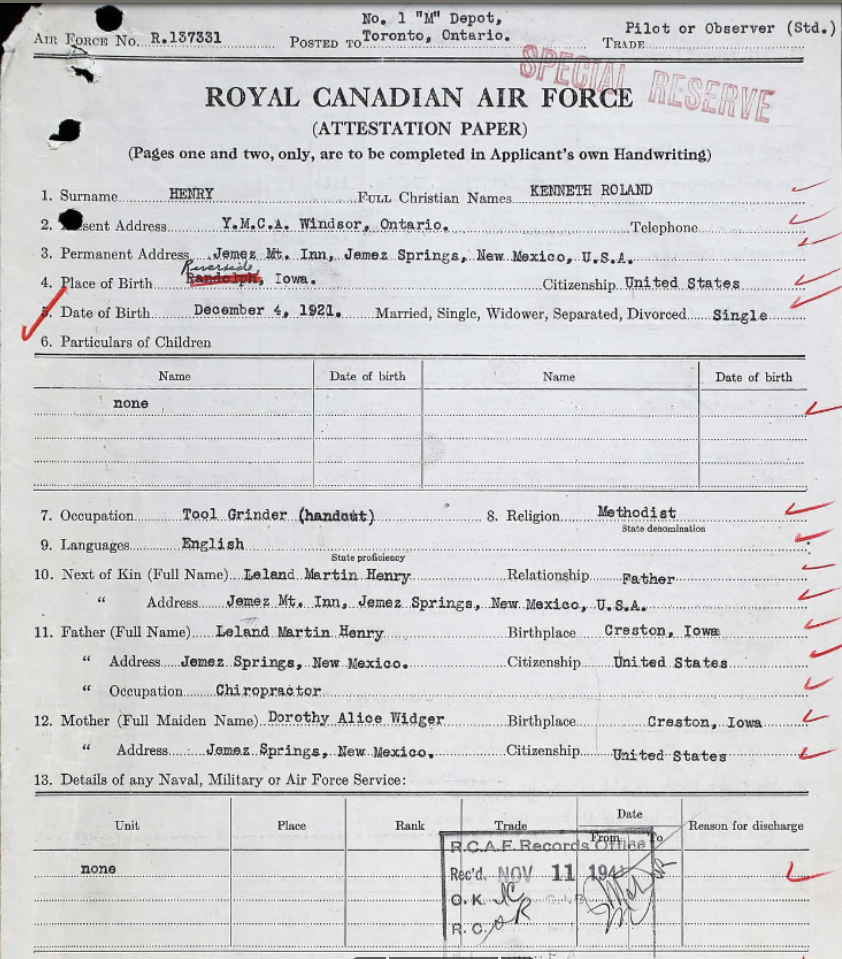 No. 1 "M" Depot,
AIR FORCE No. R.137331 POSTED TO Toronto, Ontario. TRADE Pilot or Observer (Std.)
SPECIAL RESERVE
ROYAL CANADIAN AIR FORCE
(ATTESTATION PAPER)
(Pages one and two, only, are to be completed in Applicant's own Handwriting)
1. Surname HENRY FULL Christian Names KENNETH ROLAND
2. sent Address Y.M.C.A. Windsor, Ontario. Telephone
3. Permanent Address Jemez Mt. Inn, Jemez Springs, New Mexico, U.S.A.
Riverside
4. Place of Birth Randolph, Iowa. Citizenship United States
5. Date of Birth December 4, 1921. Married, Single, Widower, Separated, Divorced Single
6. Particulars of Children
Name Date of birth Name Date of birth
none
7. Occupation Tool Grinder (handout) 8. Religion Methodist
State denomination
9. Languages English
State proficiency
10. Next of Kin (Full Name) Leland Martin Henry Relationship Father
" Address Jemez Mt. Inn, Jemez Springs, New Mexico, U.S.A.
11. Father (Full Name) Leland Martin Henry Birthplace Creston, Iowa
" Address Jemez Springs, New Mexico. Citizenship United States
" Occupation Chiropractor
12. Mother (Full Maiden Name) Dorothy Alice Widger Birthplace Creston, Iowa
" Address Jemez Springs, New Mexico. Citizenship United States
13. Details of any Naval, Military or Air Force Service:
Unit Place Rank Trade Date From To Reason for discharge
R.C.A.F. Records Office
none Rec'd. NOV 11 194
O.K.
R.C.